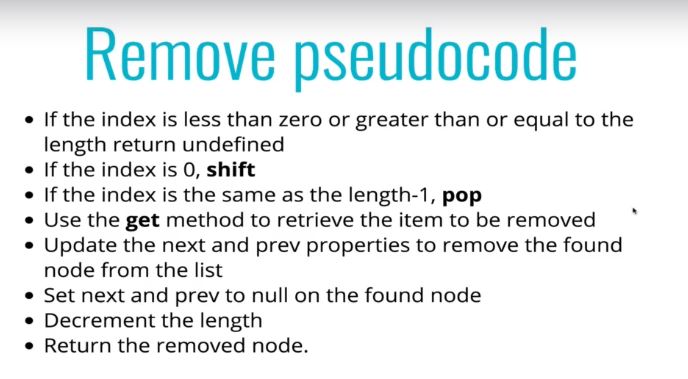 Remove pseudocode
• If the index is less than zero or greater than or equal to the
length return undefined
• If the index is 0, shift
• If the index is the same as the length-1, pop
• Use the get method to retrieve the item to be removed
• Update the next and prev properties to remove the found
node from the list
• Set next and prev to null on the found node
• Decrement the length
• Return the removed node.